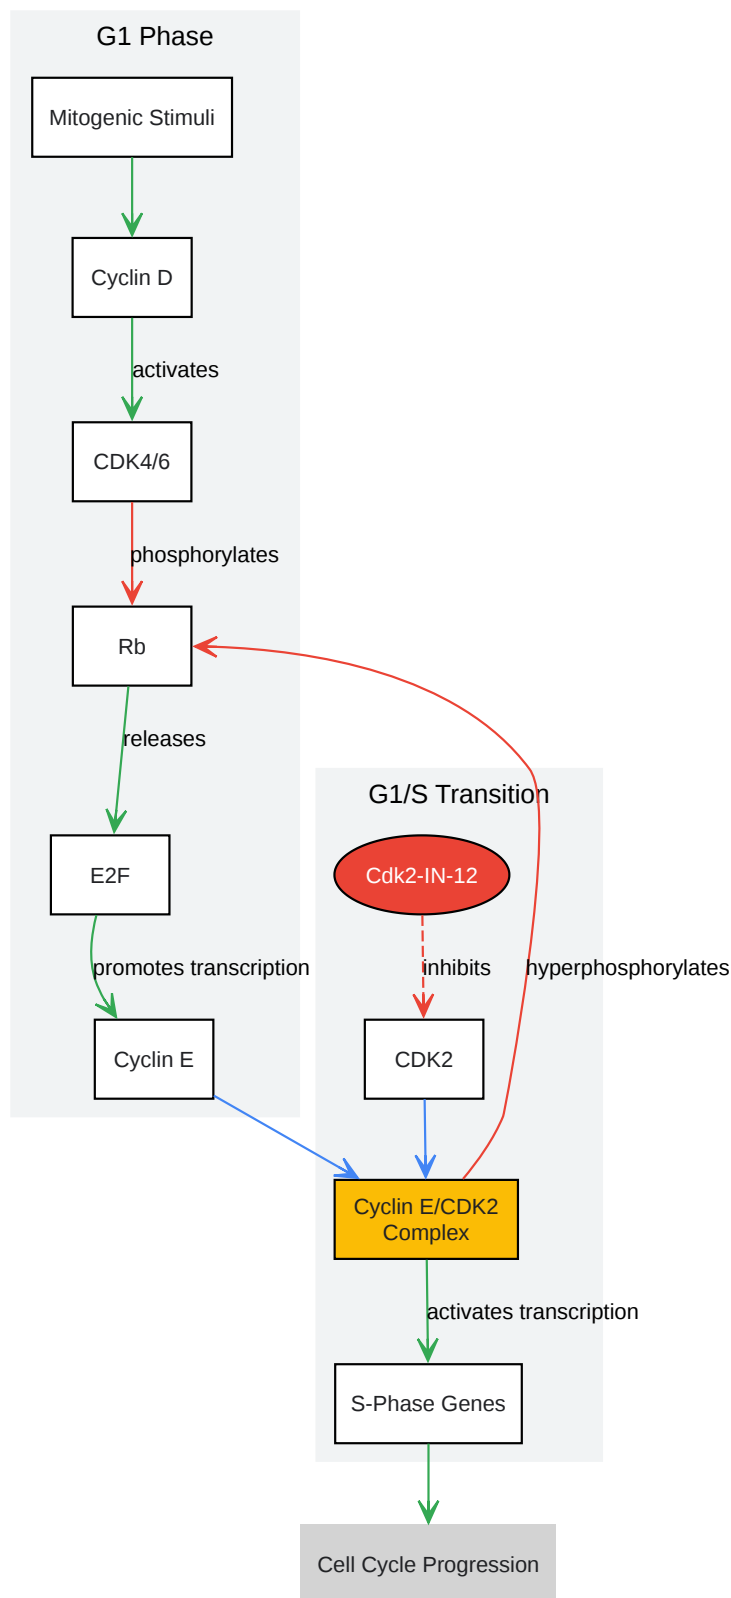 G1 Phase
Mitogenic Stimuli
Cyclin D
activates
CDK4/6
phosphorylates
Rb
releases
E2F
promotes transcription
Cyclin E
G1/S Transition
Cdk2-IN-12
inhibits
hyperphosphorylates
CDK2
Cyclin E/CDK2
Complex
activates transcription
S-Phase Genes
Cell Cycle Progression